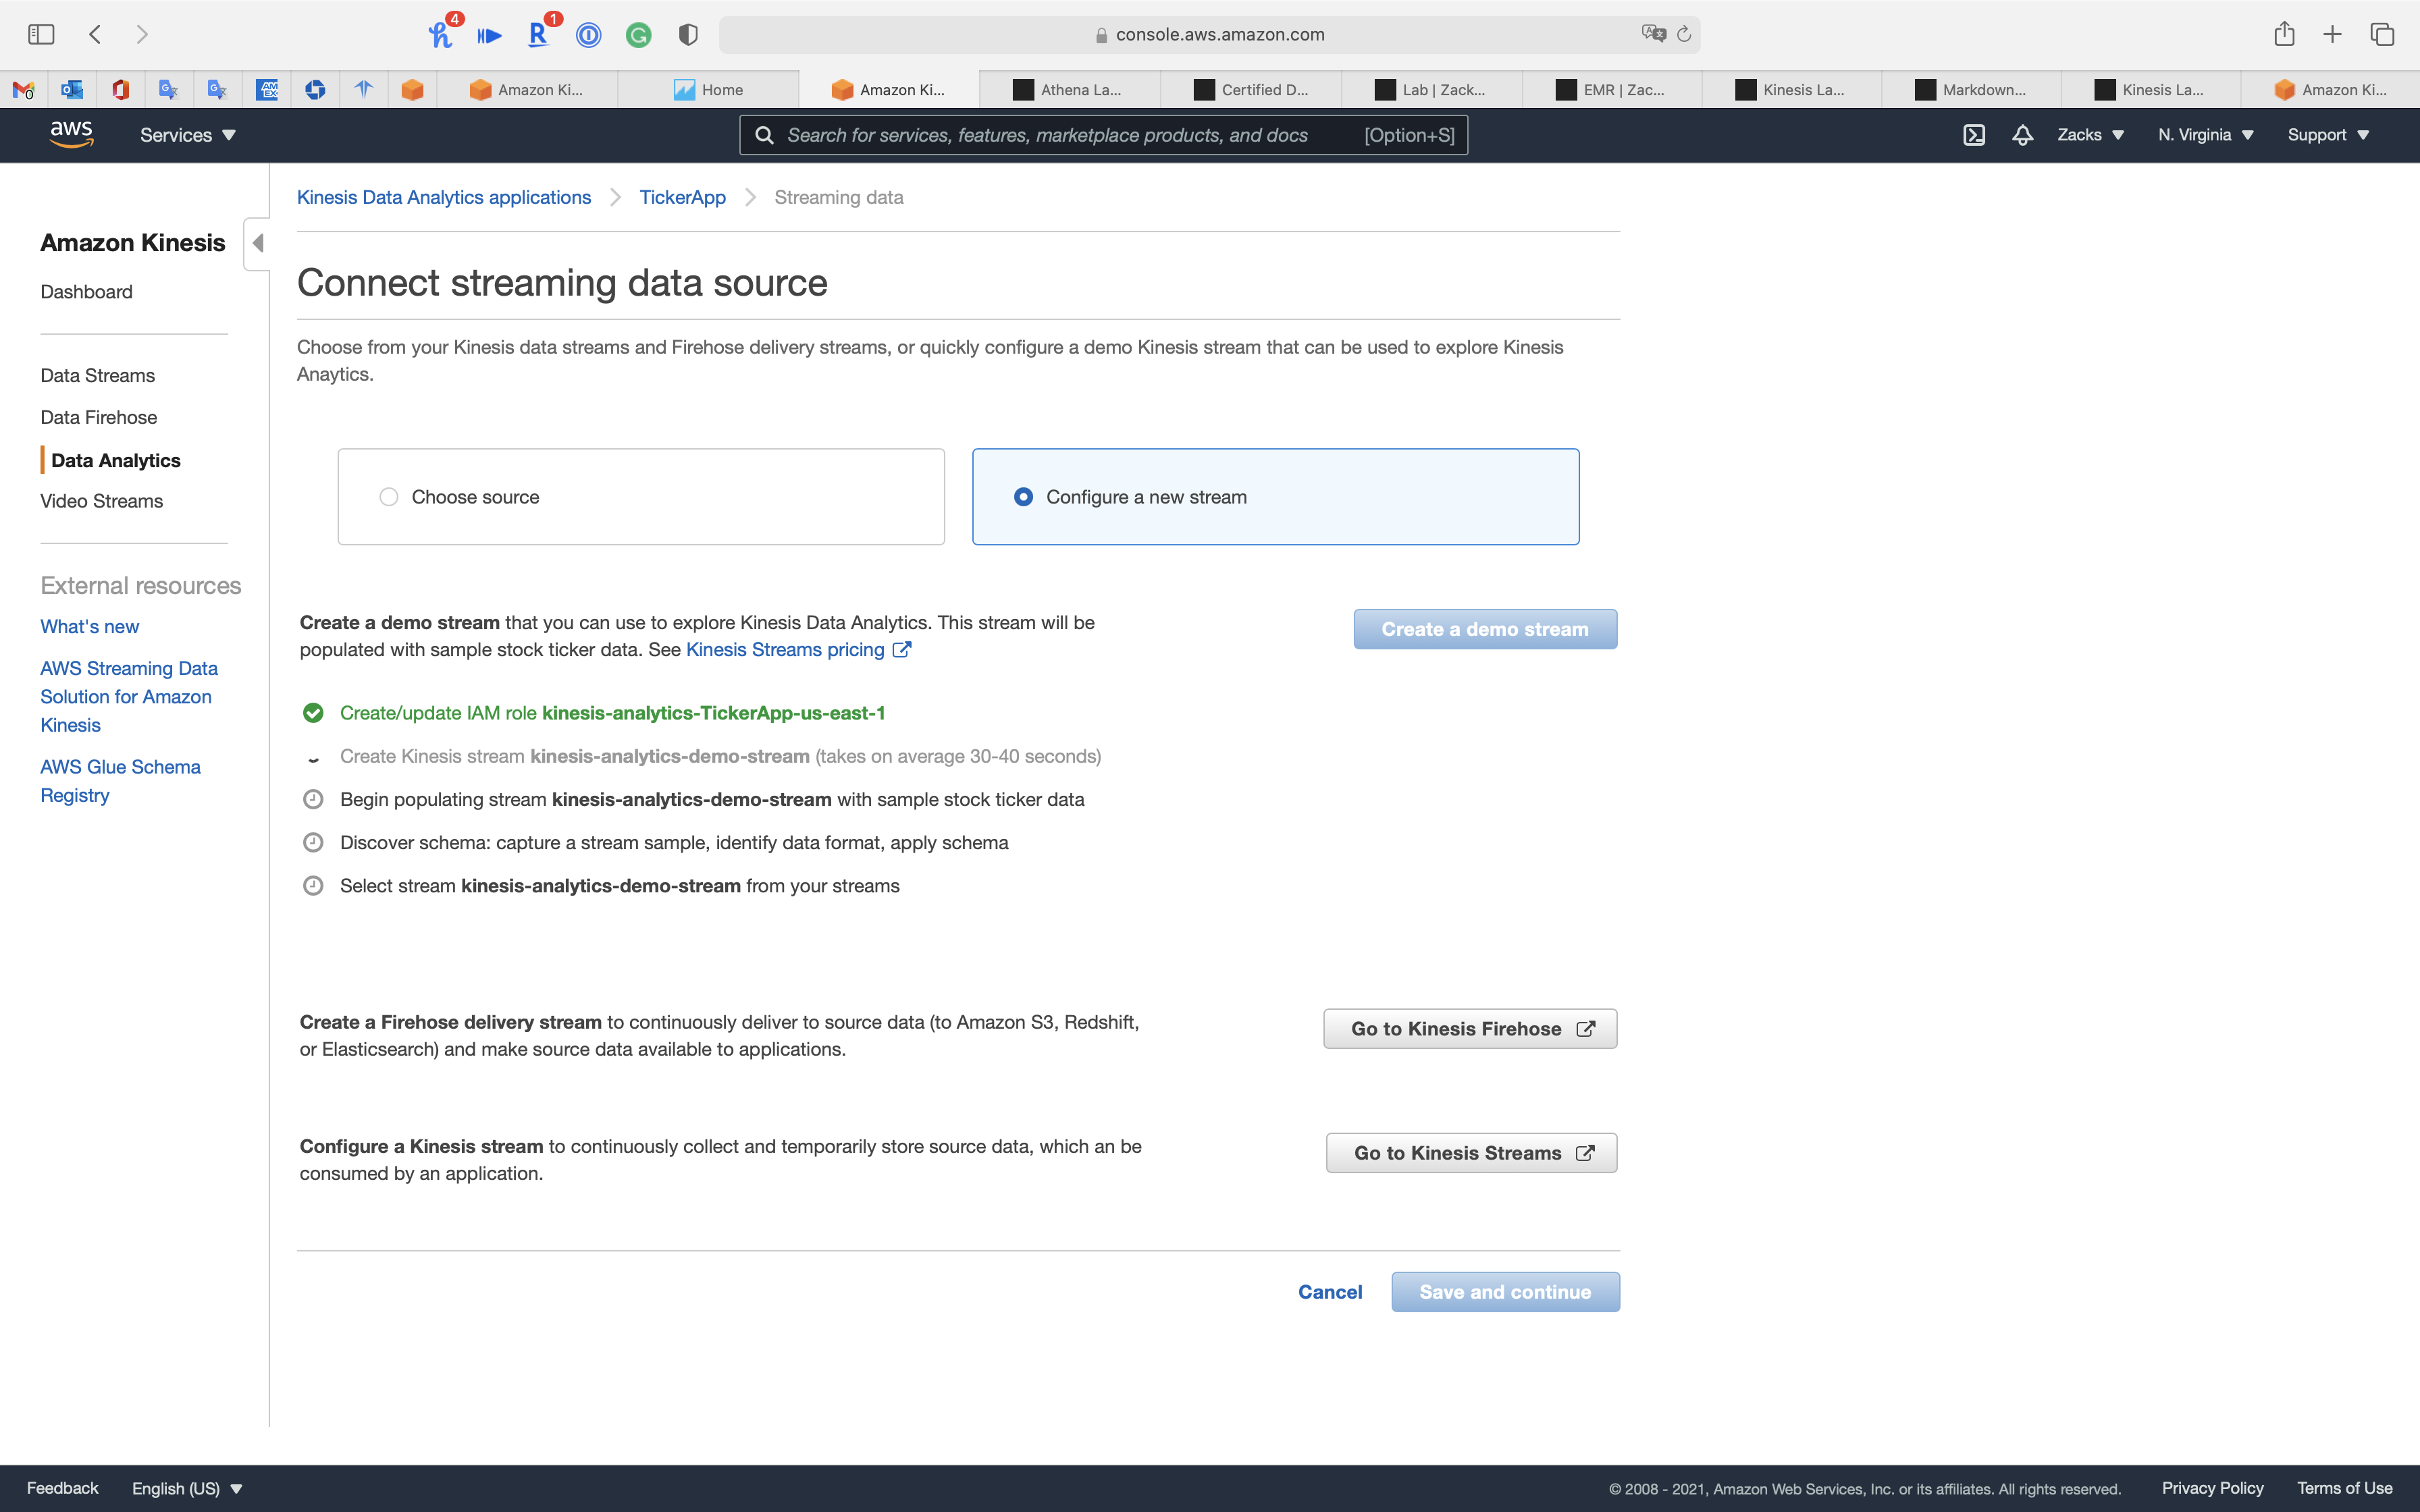 4
1
console.aws.amazon.com
Amazon Ki...
Home
Amazon Ki...
Athena La...
Certified D...
Lab | Zack...
EMR | Zac...
Kinesis La...
Markdown...
Kinesis La...
Amazon Ki...
aws
Services
Search for services, features, marketplace products, and docs [Option+S]
Zacks
N. Virginia
Support
Amazon Kinesis
Dashboard
Data Streams
Data Firehose
Data Analytics
Video Streams
External resources
What's new
AWS Streaming Data
Solution for Amazon
Kinesis
AWS Glue Schema
Registry
Kinesis Data Analytics applications
TickerApp
Streaming data
Connect streaming data source
Choose from your Kinesis data streams and Firehose delivery streams, or quickly configure a demo Kinesis stream that can be used to explore Kinesis
Anaytics.
Choose source
Configure a new stream
Create a demo stream that you can use to explore Kinesis Data Analytics. This stream will be
populated with sample stock ticker data. See Kinesis Streams pricing
Create a demo stream
Create/update IAM role kinesis-analytics-TickerApp-us-east-1
Create Kinesis stream kinesis-analytics-demo-stream (takes on average 30-40 seconds)
Begin populating stream kinesis-analytics-demo-stream with sample stock ticker data
Discover schema: capture a stream sample, identify data format, apply schema
Select stream kinesis-analytics-demo-stream from your streams
Create a Firehose delivery stream to continuously deliver to source data (to Amazon S3, Redshift,
or Elasticsearch) and make source data available to applications.
Go to Kinesis Firehose
Configure a Kinesis stream to continuously collect and temporarily store source data, which an be
consumed by an application.
Go to Kinesis Streams
Cancel
Save and continue
Feedback
English (US)
© 2008 - 2021, Amazon Web Services, Inc. or its affiliates. All rights reserved.
Privacy Policy
Terms of Use